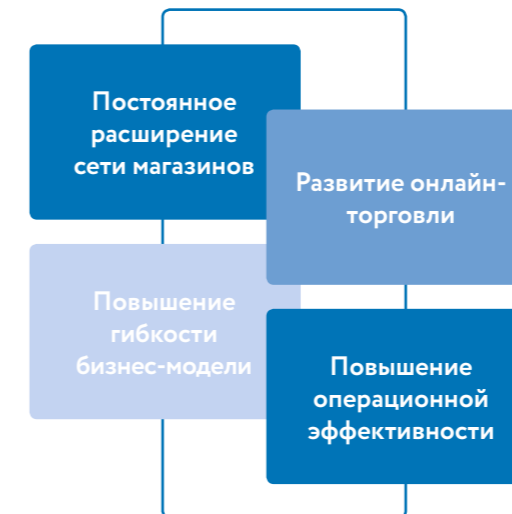 Постоянное
расширение
сети магазинов
Развитие онлайн-
торговли
Повышение
гибкости
бизнес-модели
Повышение
операционной
эффективности